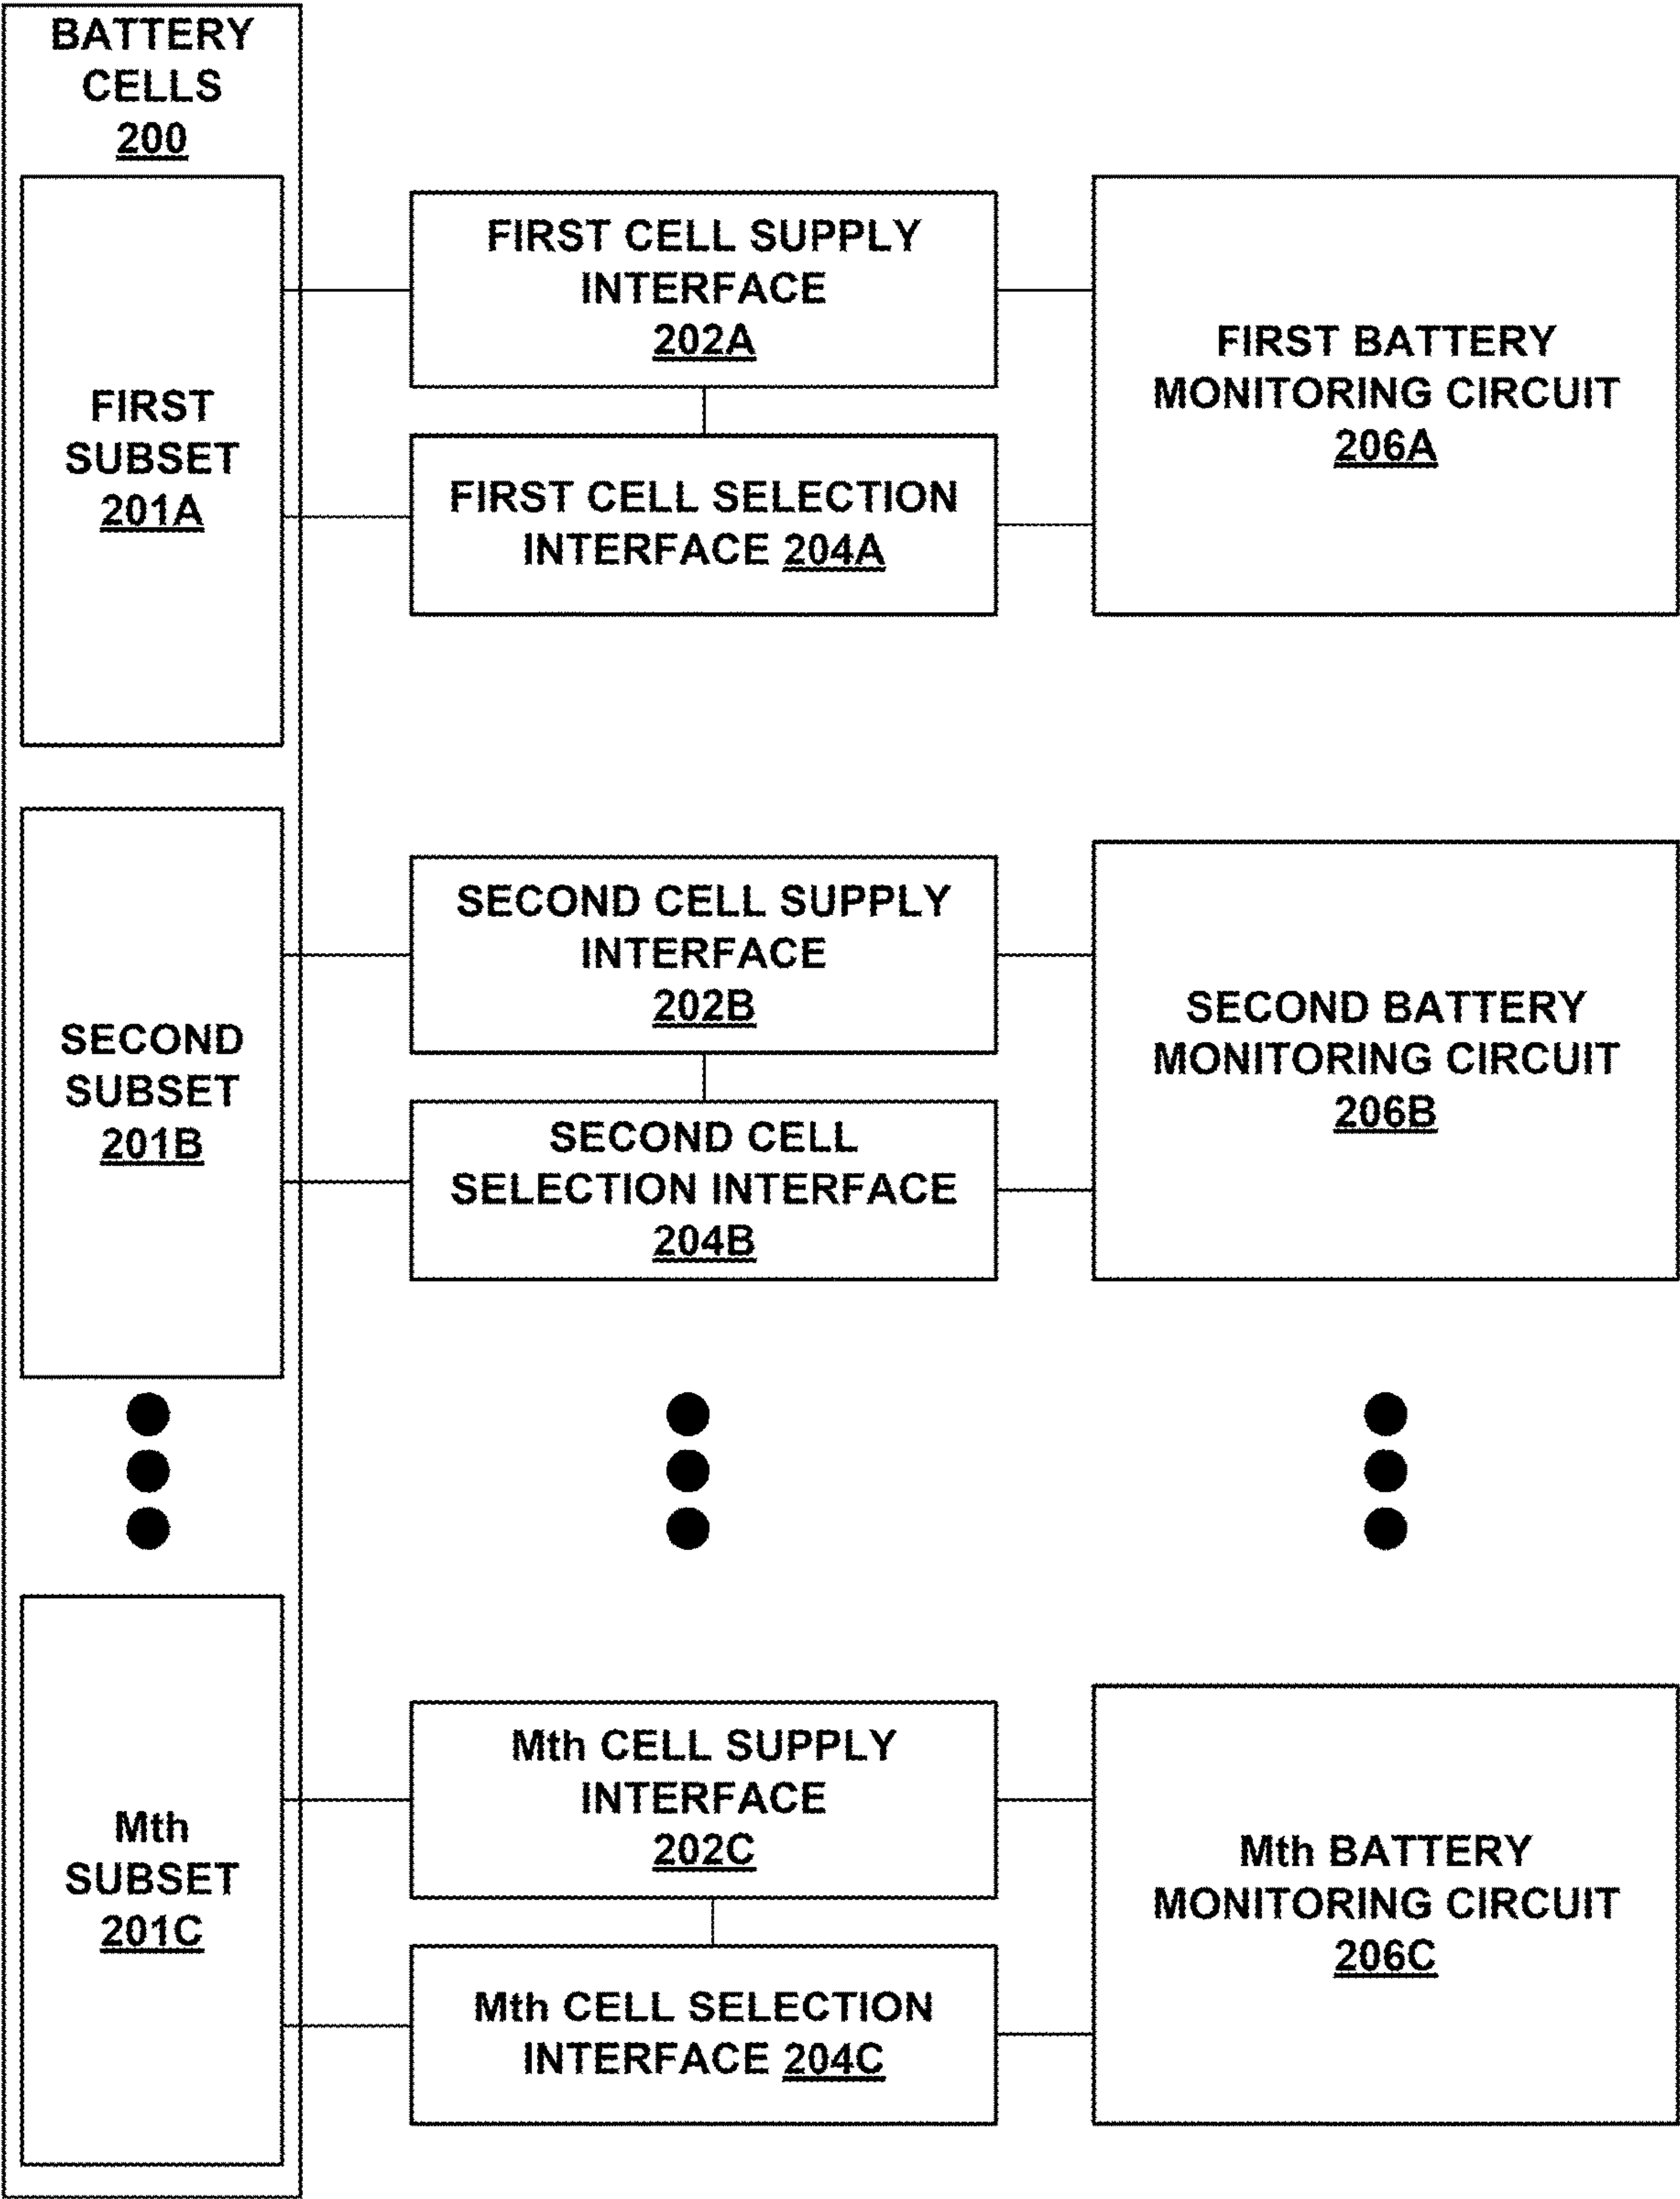 BATTERY
CELLS
200
FIRST
SUBSET
201A
FIRST CELL SUPPLY
INTERFACE
202A
FIRST CELL SELECTION
INTERFACE 204A
FIRST BATTERY
MONITORING CIRCUIT
206A
SECOND
SUBSET
201B
SECOND CELL SUPPLY
INTERFACE
202B
SECOND CELL
SELECTION INTERFACE
204B
SECOND BATTERY
MONITORING CIRCUIT
206B
Mth
SUBSET
201C
Mth CELL SUPPLY
INTERFACE
202C
Mth CELL SELECTION
INTERFACE 204C
Mth BATTERY
MONITORING CIRCUIT
206C